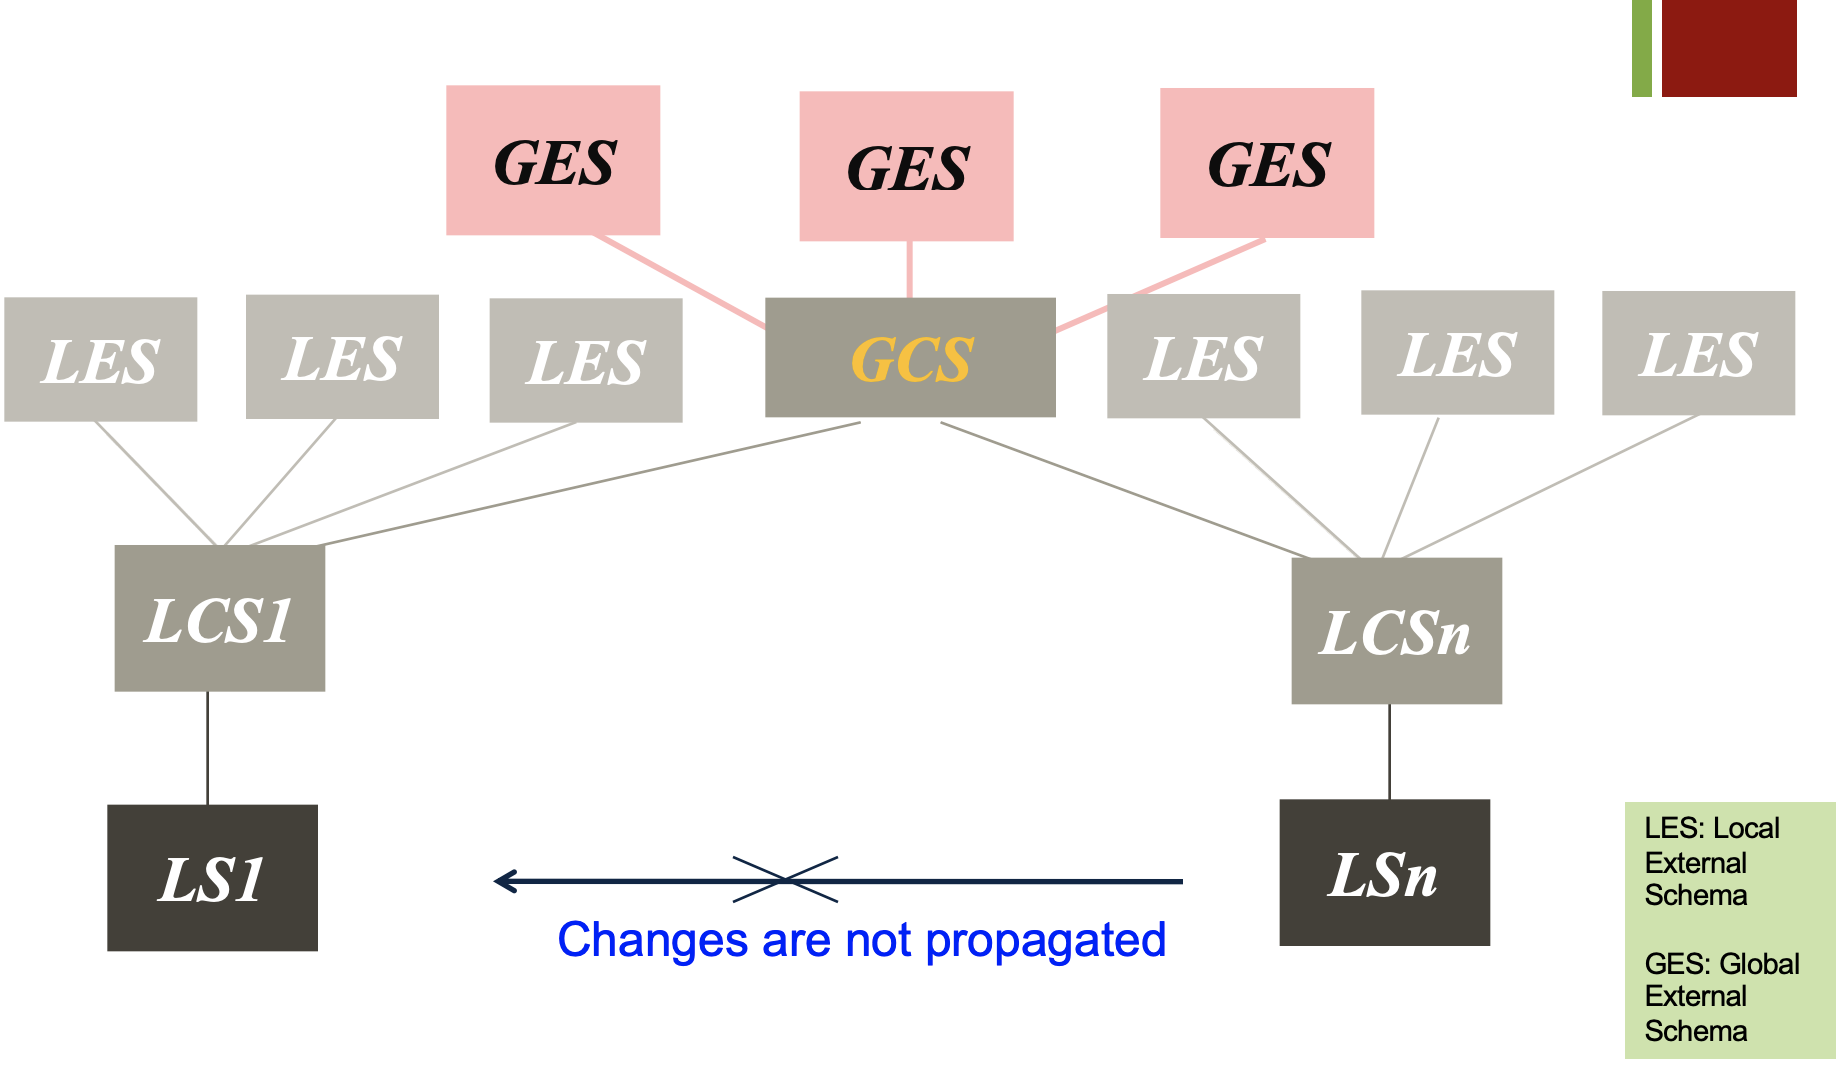 GES
GES
GES
LES
LES
LES
GCS
LES
LES
LES
LCS1
LCSn
LS1
LSn
Changes are not propagated
LES: Local
External
Schema
GES: Global
External
Schema